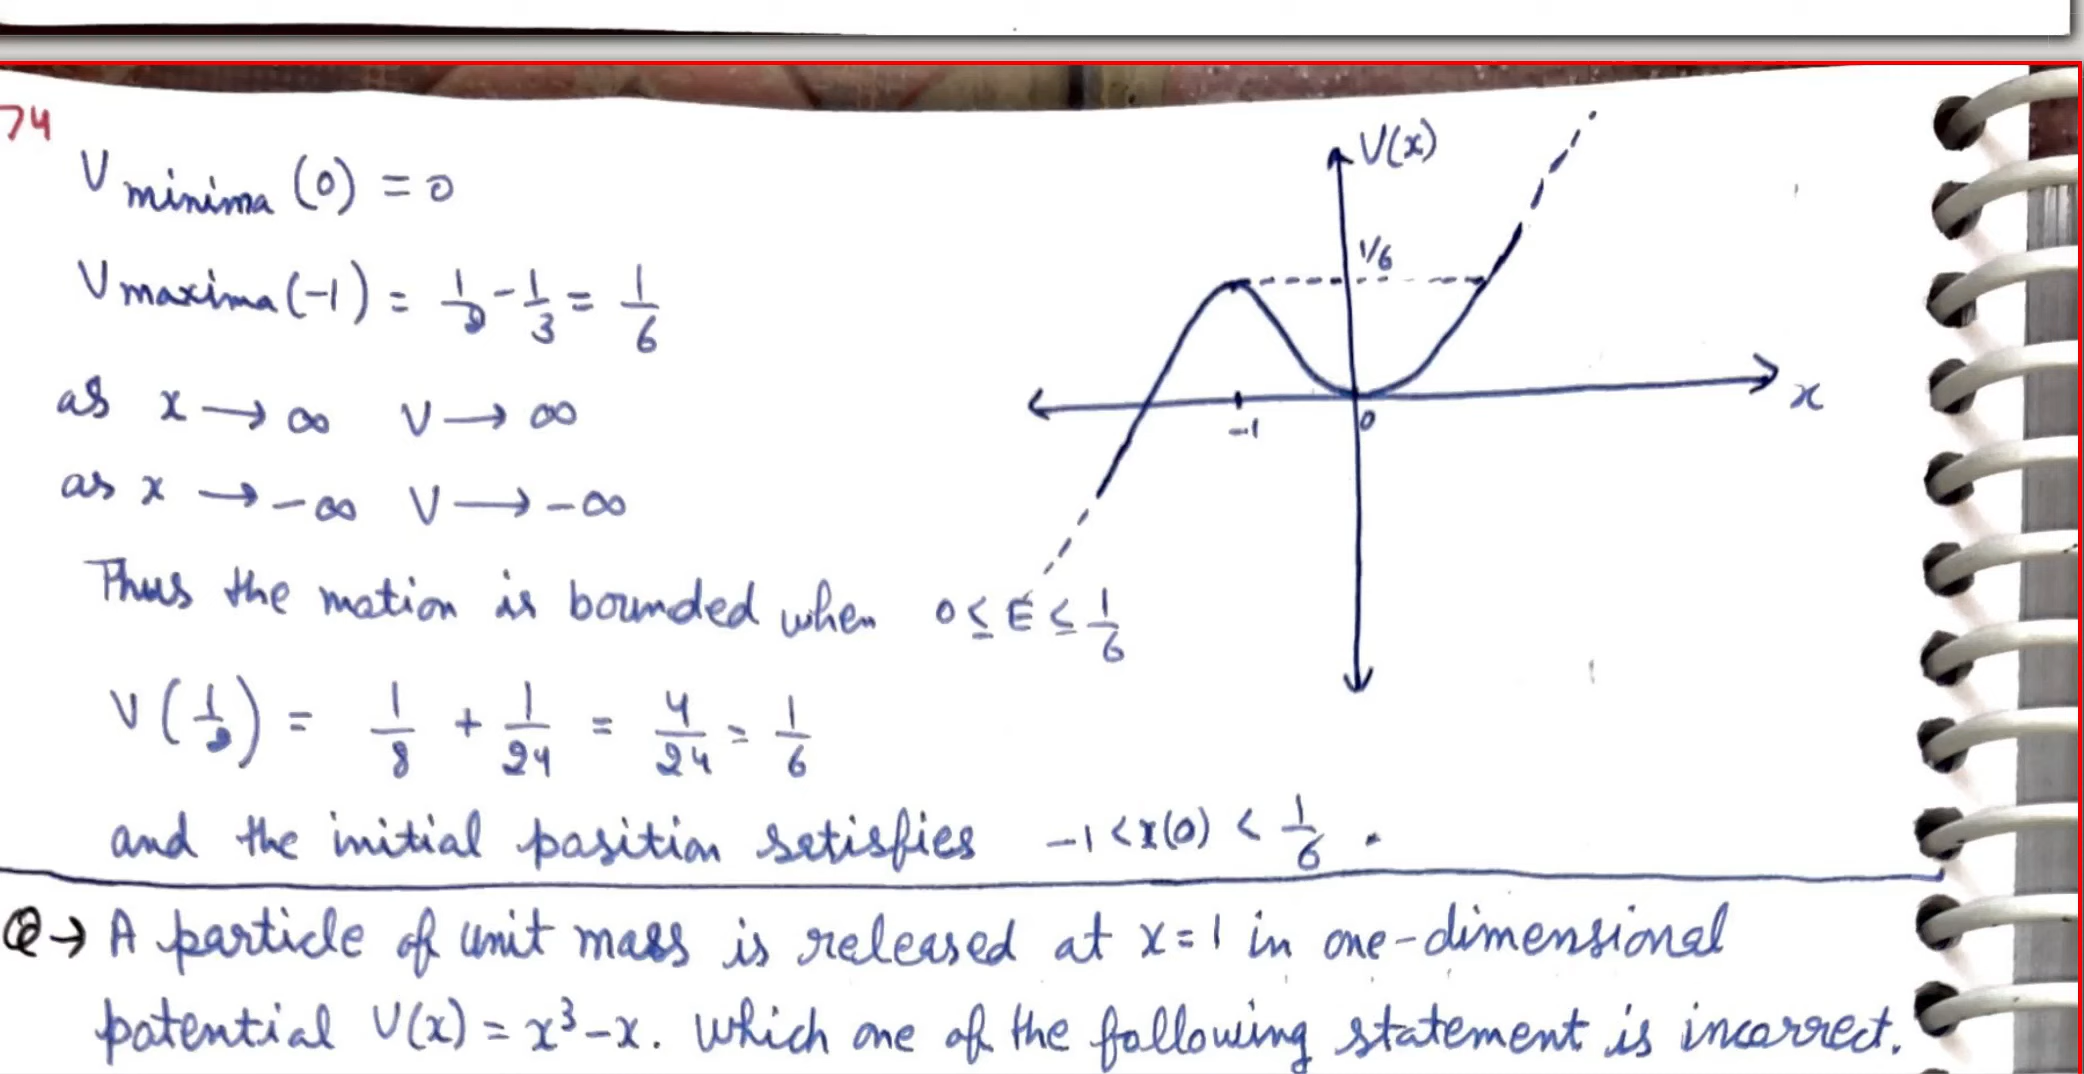 74
V minima (0) = 0
V maxima (-1) = 1/2 - 1/3 = 1/6
as x → ∞ V → ∞
as x → -∞ V → -∞
Thus the motion is bounded when 0 ≤ E ≤ 1/6
V(1/2) = 1/8 + 1/24 = 4/24 = 1/6
and the initial position satisfies -1 < x(0) < 1/6 .
V(x)
1/6
-1
0
x
Q → A particle of unit mass is released at x = 1 in one-dimensional
potential V(x) = x³ - x. Which one of the following statement is incorrect.